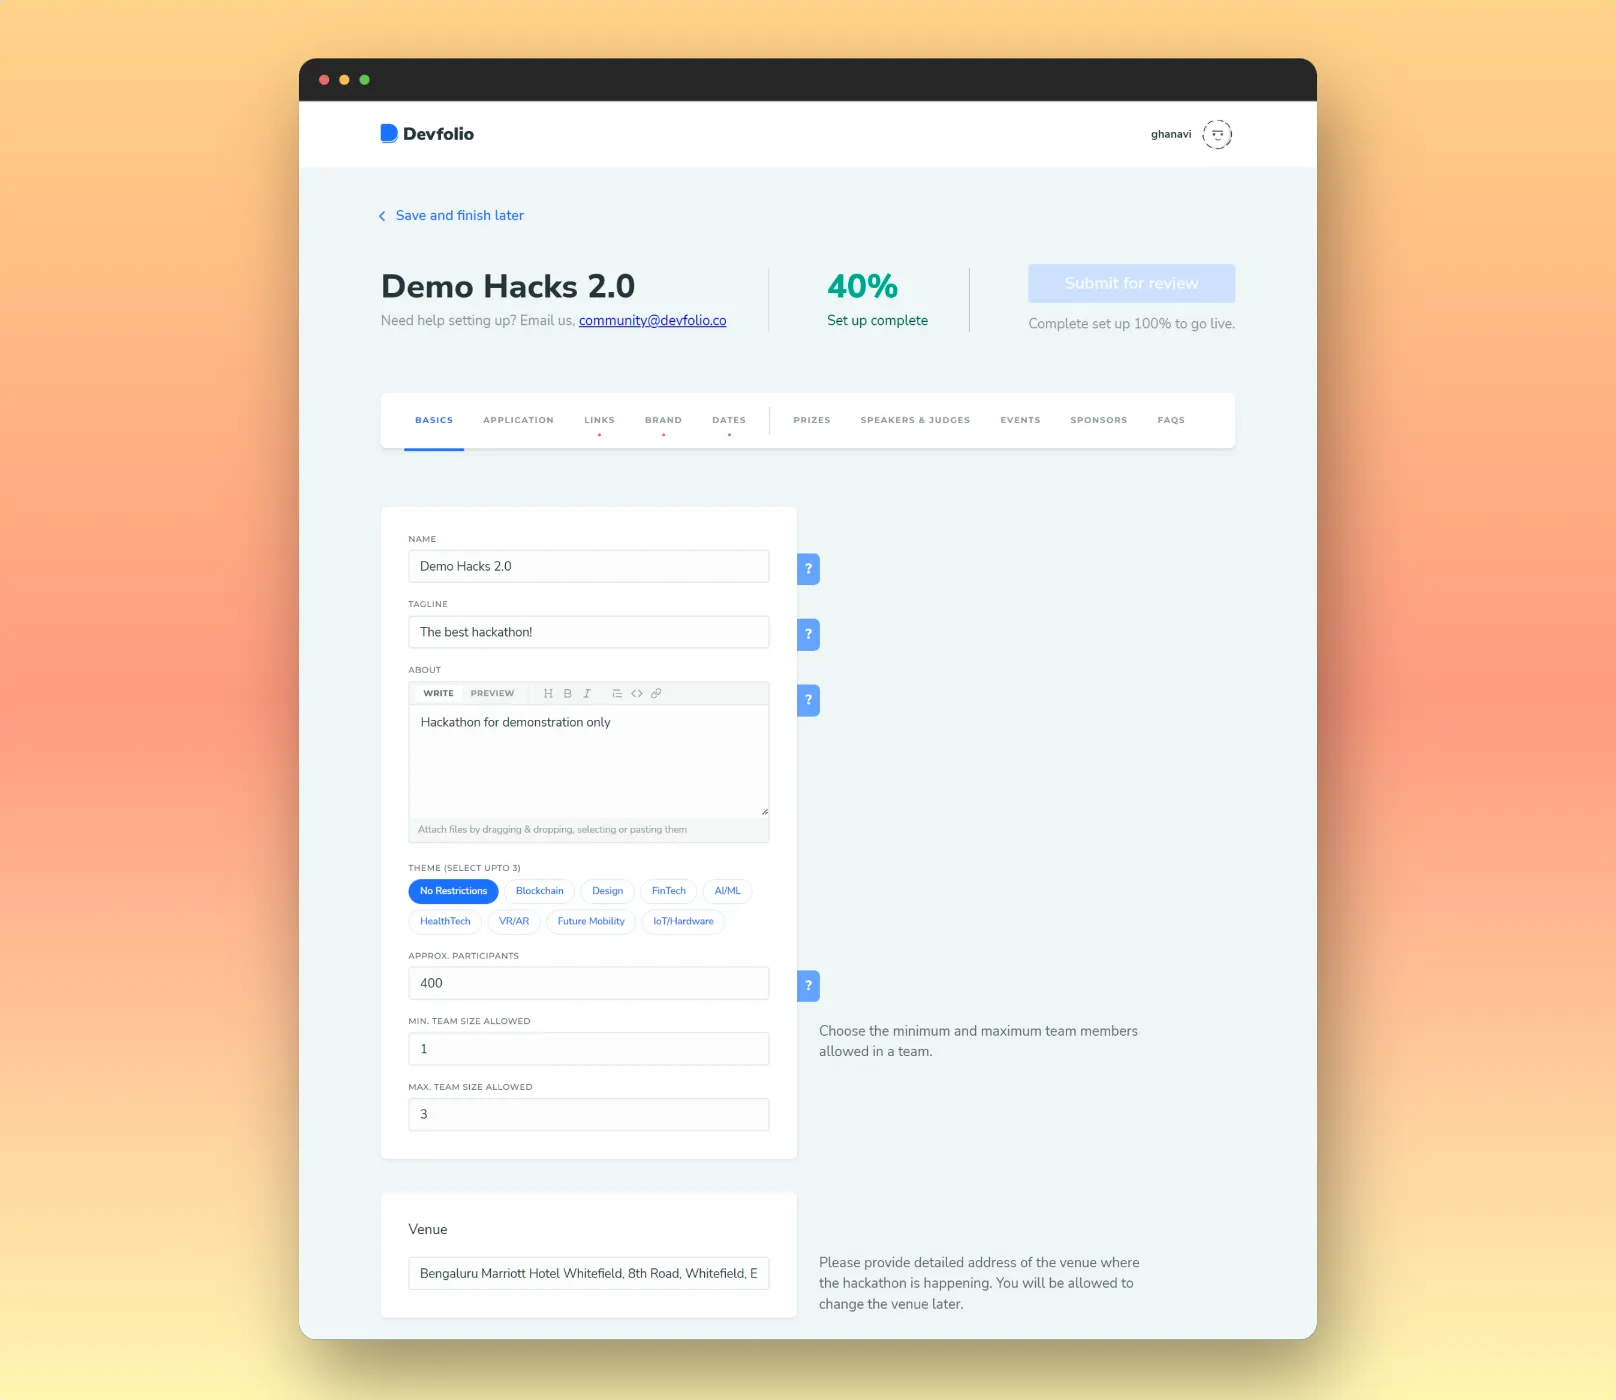 Devfolio
ghanavi
Save and finish later
Demo Hacks 2.0
Need help setting up? Email us, community@devfolio.co
40%
Set up complete
Submit for review
Complete set up 100% to go live.
BASICS APPLICATION LINKS BRAND DATES PRIZES SPEAKERS & JUDGES EVENTS SPONSORS FAQS
NAME
Demo Hacks 2.0
?
TAGLINE
The best hackathon!
?
ABOUT
WRITE PREVIEW H B I
?
Hackathon for demonstration only
Attach files by dragging & dropping, selecting or pasting them
THEME (SELECT UPTO 3)
No Restrictions Blockchain Design FinTech AI/ML
HealthTech VR/AR Future Mobility IoT/Hardware
APPROX. PARTICIPANTS
400
?
MIN. TEAM SIZE ALLOWED
1
Choose the minimum and maximum team members
allowed in a team.
MAX. TEAM SIZE ALLOWED
3
Venue
Bengaluru Marriott Hotel Whitefield, 8th Road, Whitefield, E
Please provide detailed address of the venue where
the hackathon is happening. You will be allowed to
change the venue later.